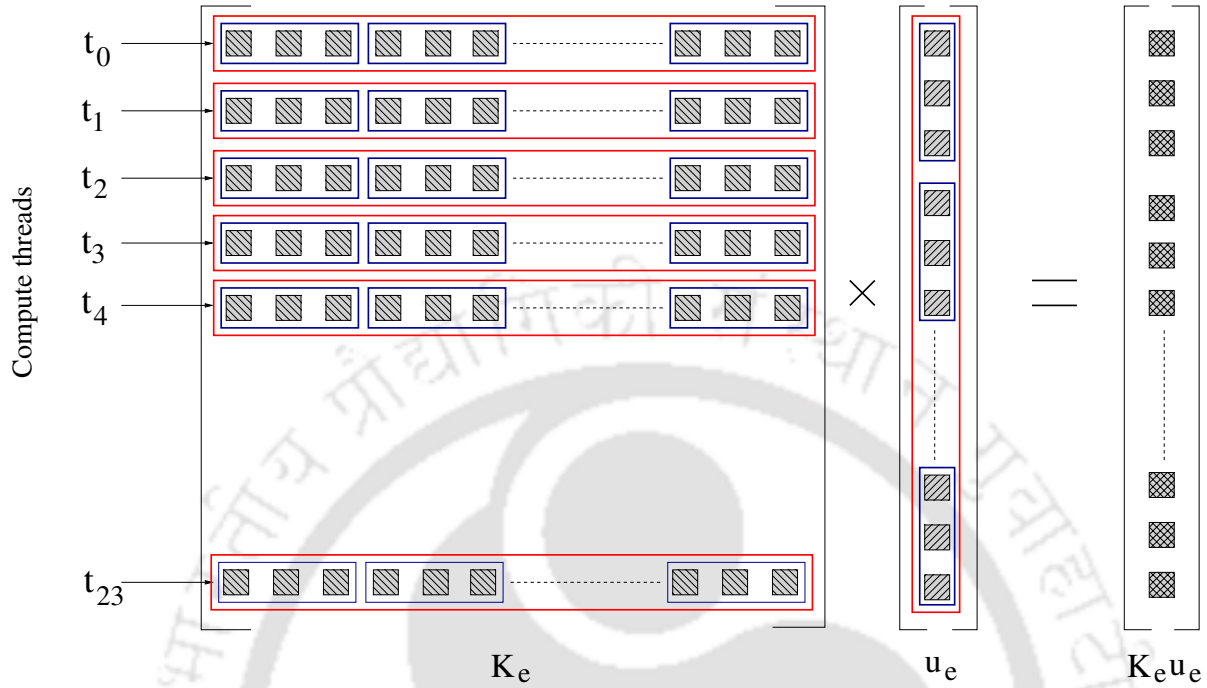 Compute threads
t0
t1
t2
t3
t4
t23
×
=
Ke
ue
Keue